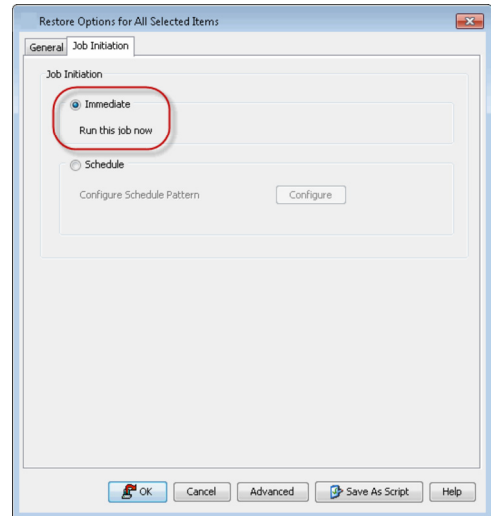 Restore Options for All Selected Items
General Job Initiation
Job Initiation
Immediate
Run this job now
Schedule
Configure Schedule Pattern Configure
OK Cancel Advanced Save As Script Help